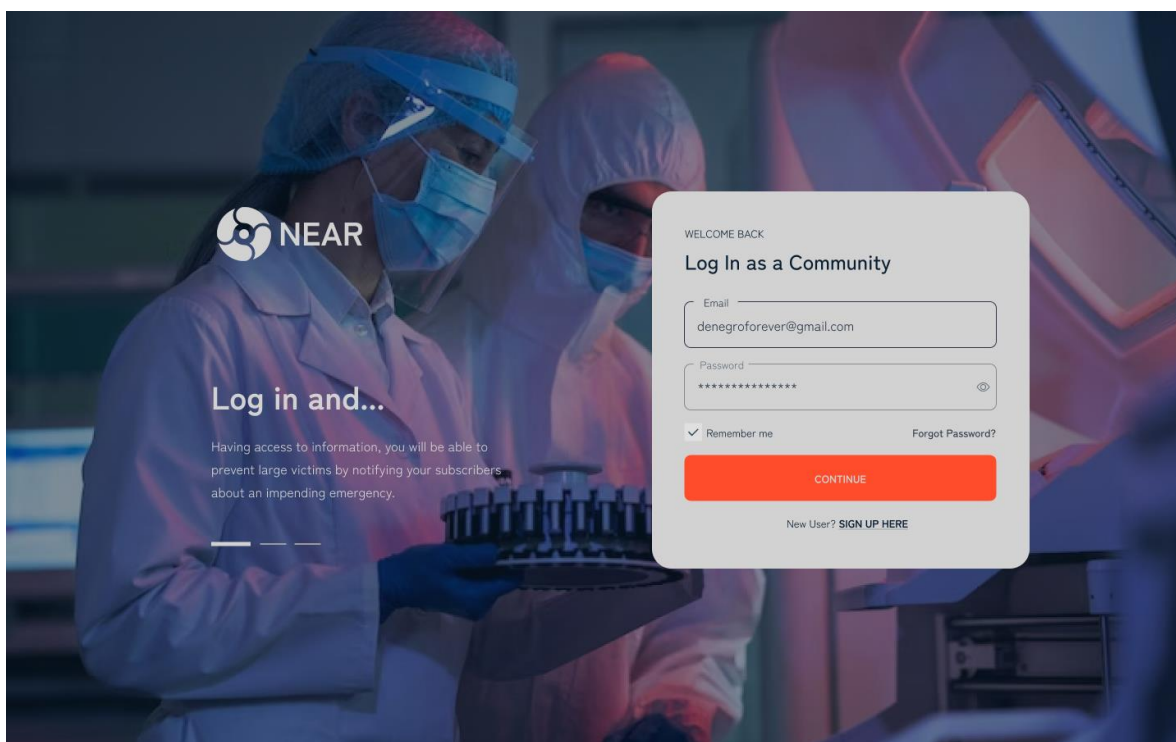 NEAR
Log in and...
Having access to information, you will be able to
prevent large victims by notifying your subscribers
about an impending emergency.
WELCOME BACK
Log In as a Community
Email
denegroforever@gmail.com
Password
***************
Remember me
Forgot Password?
CONTINUE
New User? SIGN UP HERE